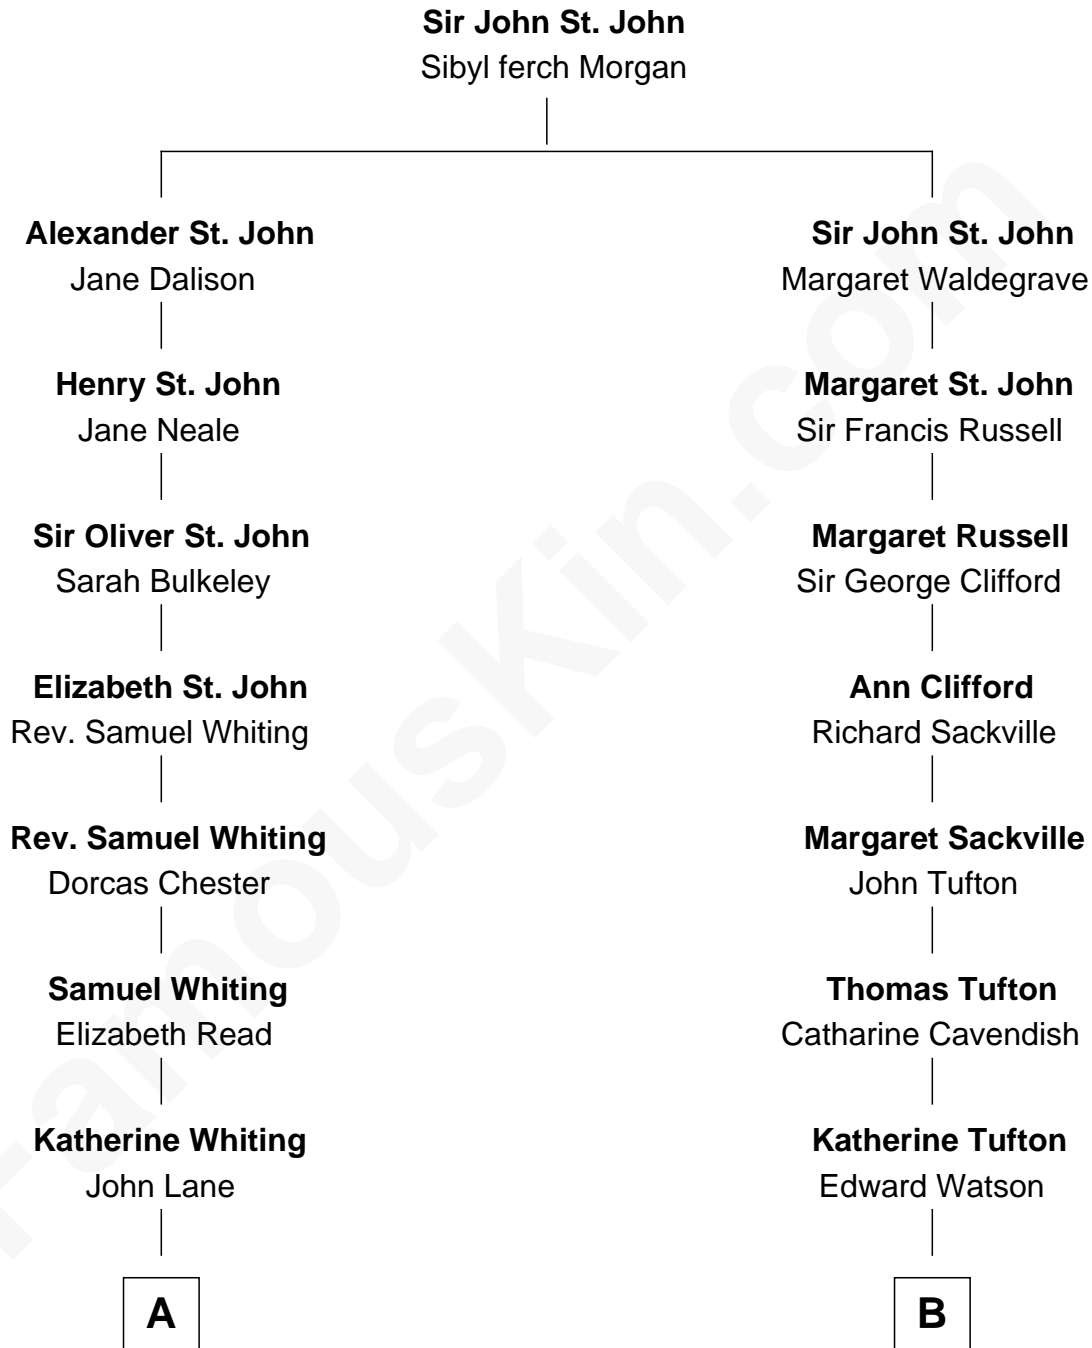 Sir John St. John
Sibyl ferch Morgan
Alexander St. John
Jane Dalison
Henry St. John
Jane Neale
Sir Oliver St. John
Sarah Bulkeley
Elizabeth St. John
Rev. Samuel Whiting
Rev. Samuel Whiting
Dorcas Chester
Samuel Whiting
Elizabeth Read
Katherine Whiting
John Lane
A
Sir John St. John
Margaret Waldegrave
Margaret St. John
Sir Francis Russell
Margaret Russell
Sir George Clifford
Ann Clifford
Richard Sackville
Margaret Sackville
John Tufton
Thomas Tufton
Catharine Cavendish
Katherine Tufton
Edward Watson
B
FamousKin.com